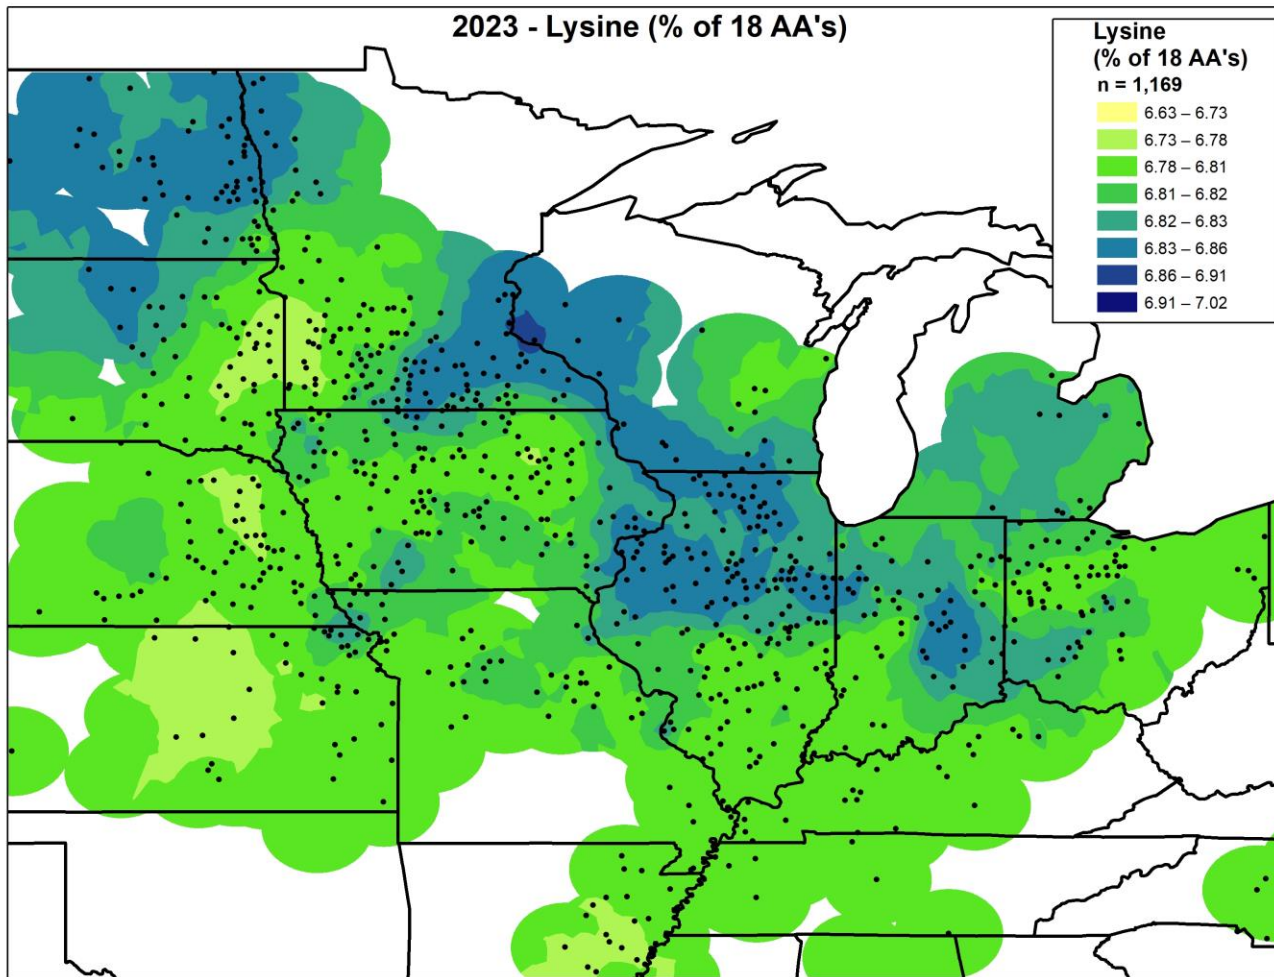 2023 - Lysine (% of 18 AA's)
Lysine
(% of 18 AA's)
n = 1,169
6.63 – 6.73
6.73 – 6.78
6.78 – 6.81
6.81 – 6.82
6.82 – 6.83
6.83 – 6.86
6.86 – 6.91
6.91 – 7.02